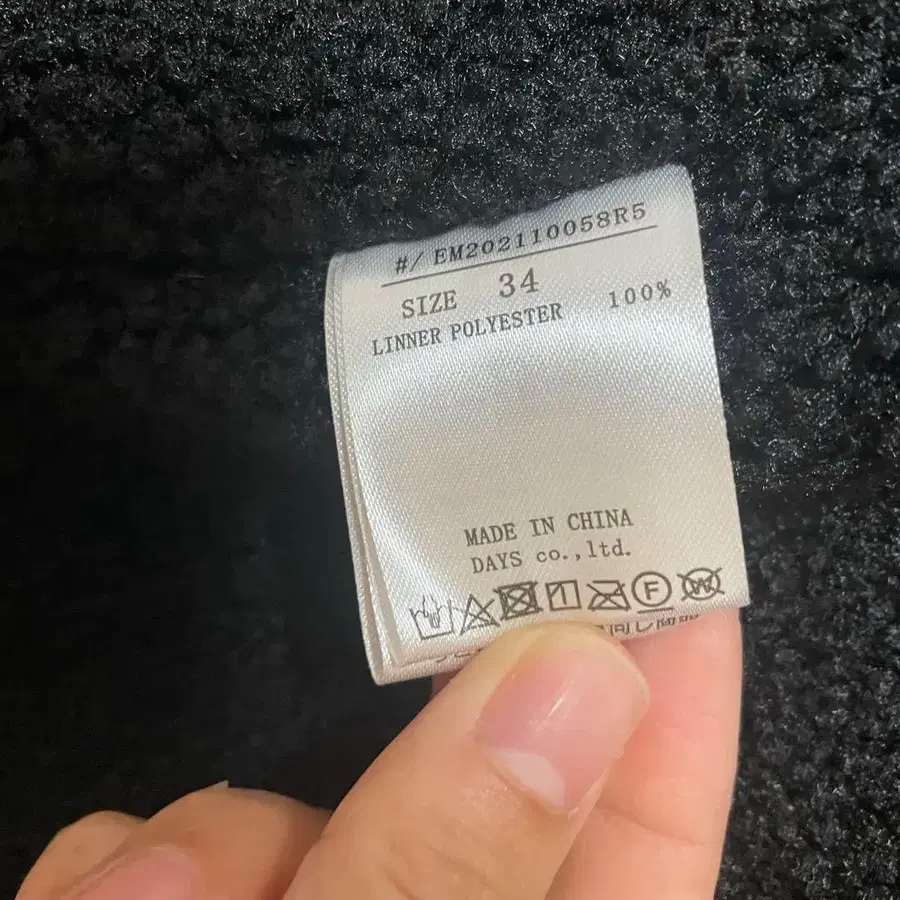 #/ EM202110058R5
SIZE 34
LINNER POLYESTER 100%
MADE IN CHINA
DAYS co.,ltd.
F
W